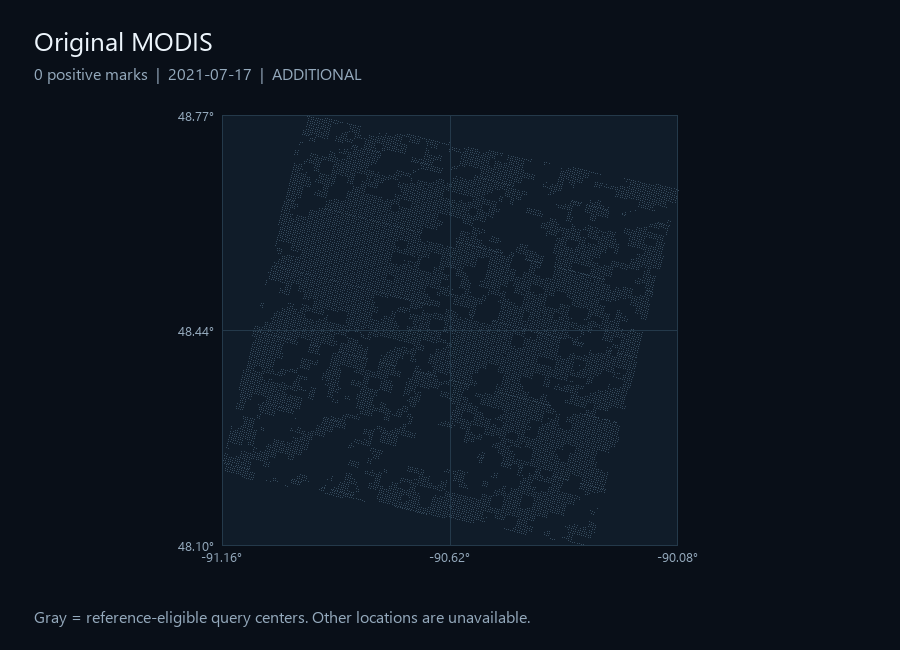 Original MODIS
0 positive marks | 2021-07-17 | ADDITIONAL
48.77°
48.44°
48.10°
-91.16°
-90.62°
-90.08°
Gray = reference-eligible query centers. Other locations are unavailable.